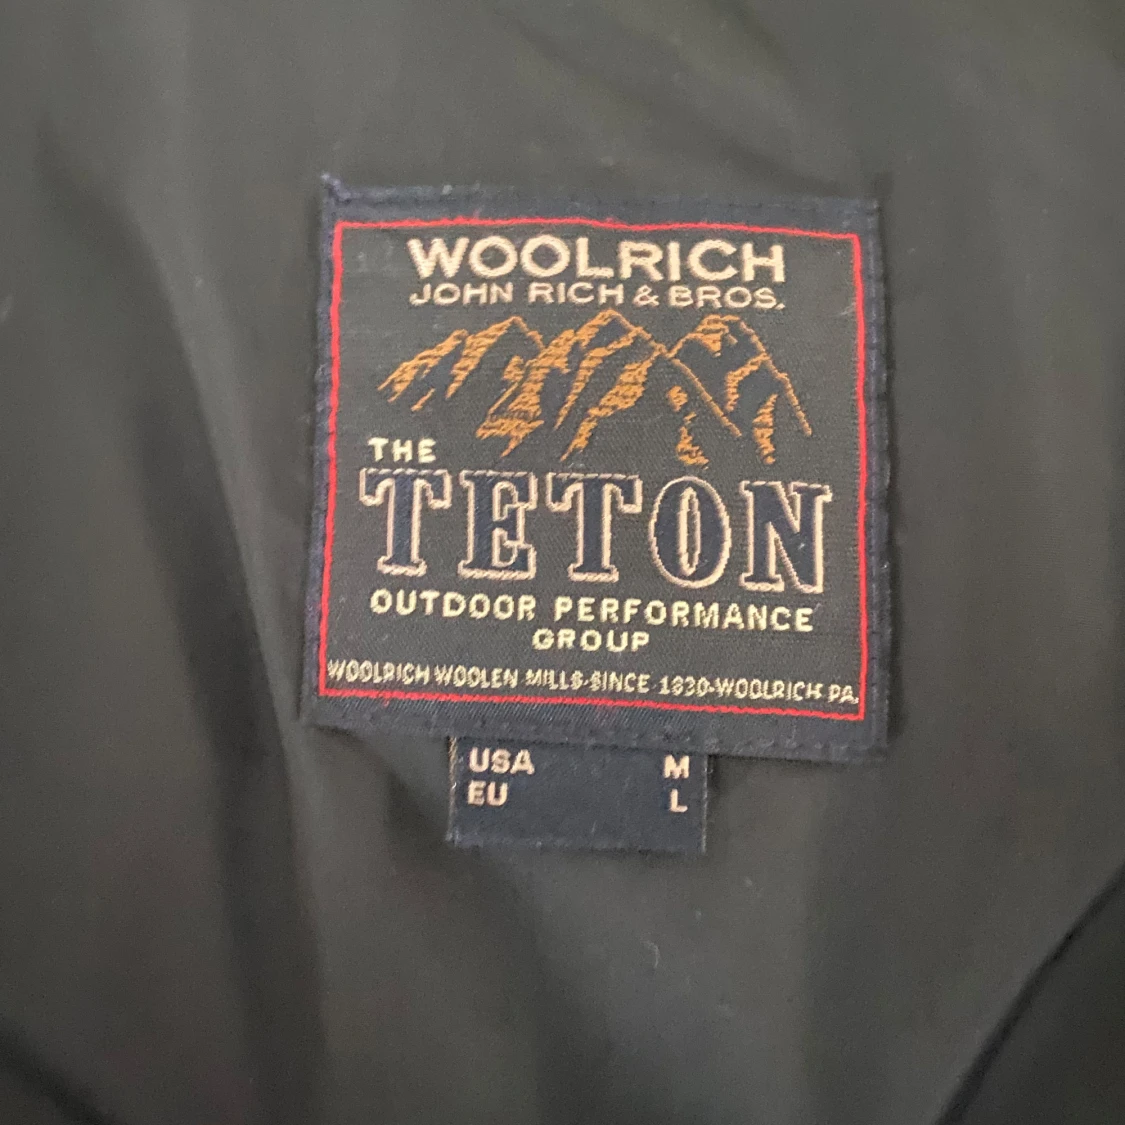 WOOLRICH
JOHN RICH & BROS.
THE
TETON
OUTDOOR PERFORMANCE
GROUP
WOOLRICH WOOLEN MILLS·SINCE 1830·WOOLRICH PA.
USA M
EU L